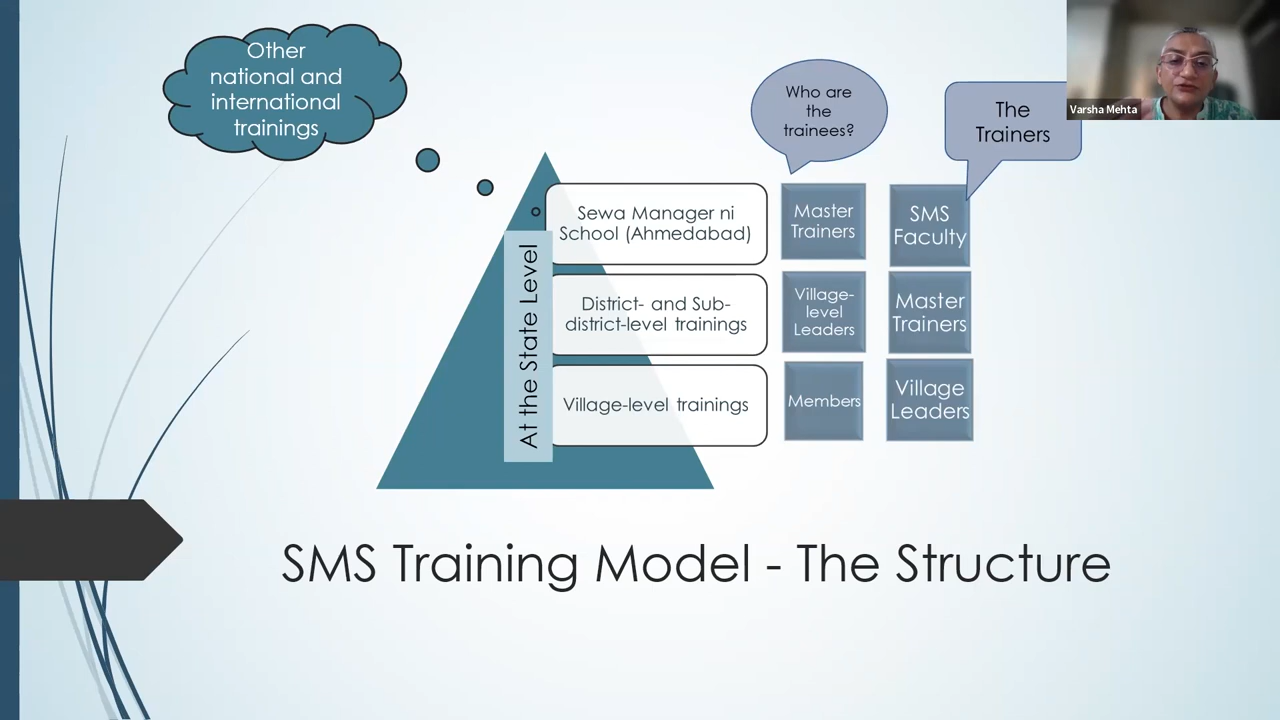 Other
national and
international
trainings
Who are
the
trainees?
The
Trainers
Varsha Mehta
At the State Level
Sewa Manager ni
School (Ahmedabad)
Master
Trainers
SMS
Faculty
District- and Sub-
district-level trainings
Village-
level
Leaders
Master
Trainers
Village-level trainings
Members
Village
Leaders
SMS Training Model - The Structure